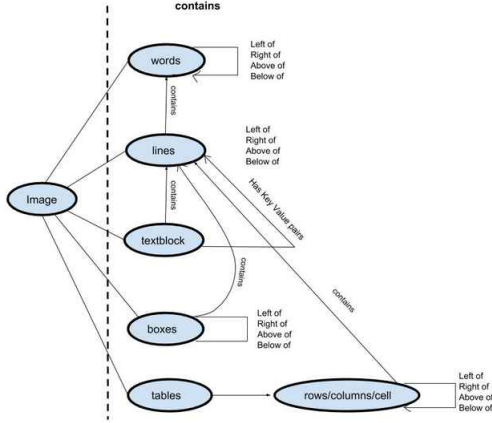 contains
words
Left of
Right of
Above of
Below of
contains
lines
Left of
Right of
Above of
Below of
contains
Has Key Value pairs
Image
textblock
contains
boxes
Left of
Right of
Above of
Below of
contains
tables
rows/columns/cell
Left of
Right of
Above of
Below of